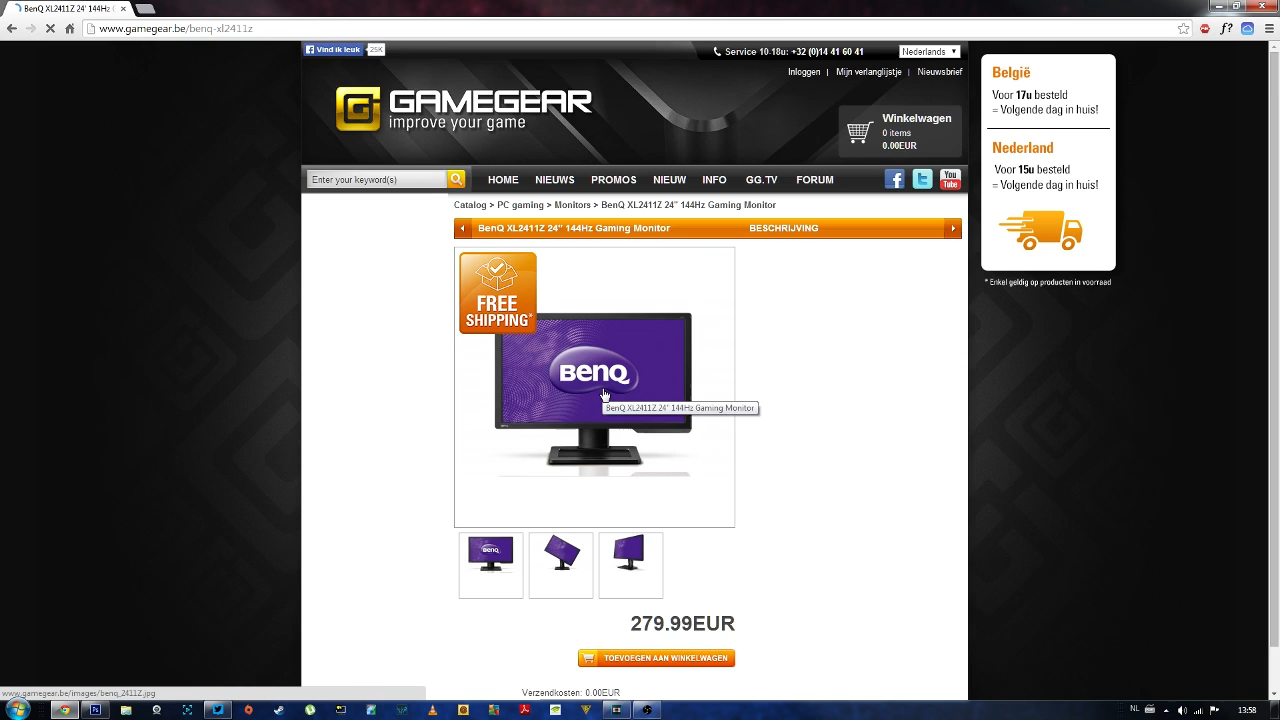 BenQ XL2411Z 24' 144Hz G
www.gamegear.be/benq-xl2411z
Vind ik leuk 25K
Service 10-18u: +32 (0)14 41 60 41
Nederlands
Inloggen | Mijn verlanglijstje | Nieuwsbrief
GAMEGEAR
improve your game
Winkelwagen
0 items
0.00EUR
Enter your keyword(s)
HOME NIEUWS PROMOS NIEUW INFO GG.TV FORUM
You
Tube
België
Voor 17u besteld
= Volgende dag in huis!
Nederland
Voor 15u besteld
= Volgende dag in huis!
* Enkel geldig op producten in voorraad
Catalog > PC gaming > Monitors > BenQ XL2411Z 24" 144Hz Gaming Monitor
BenQ XL2411Z 24" 144Hz Gaming Monitor BESCHRIJVING
FREE
SHIPPING*
BenQ
BenQ XL2411Z 24" 144Hz Gaming Monitor
BenQ
279.99EUR
TOEVOEGEN AAN WINKELWAGEN
Verzendkosten: 0.00EUR
www.gamegear.be/images/benq_2411Z.jpg
NL 13:58